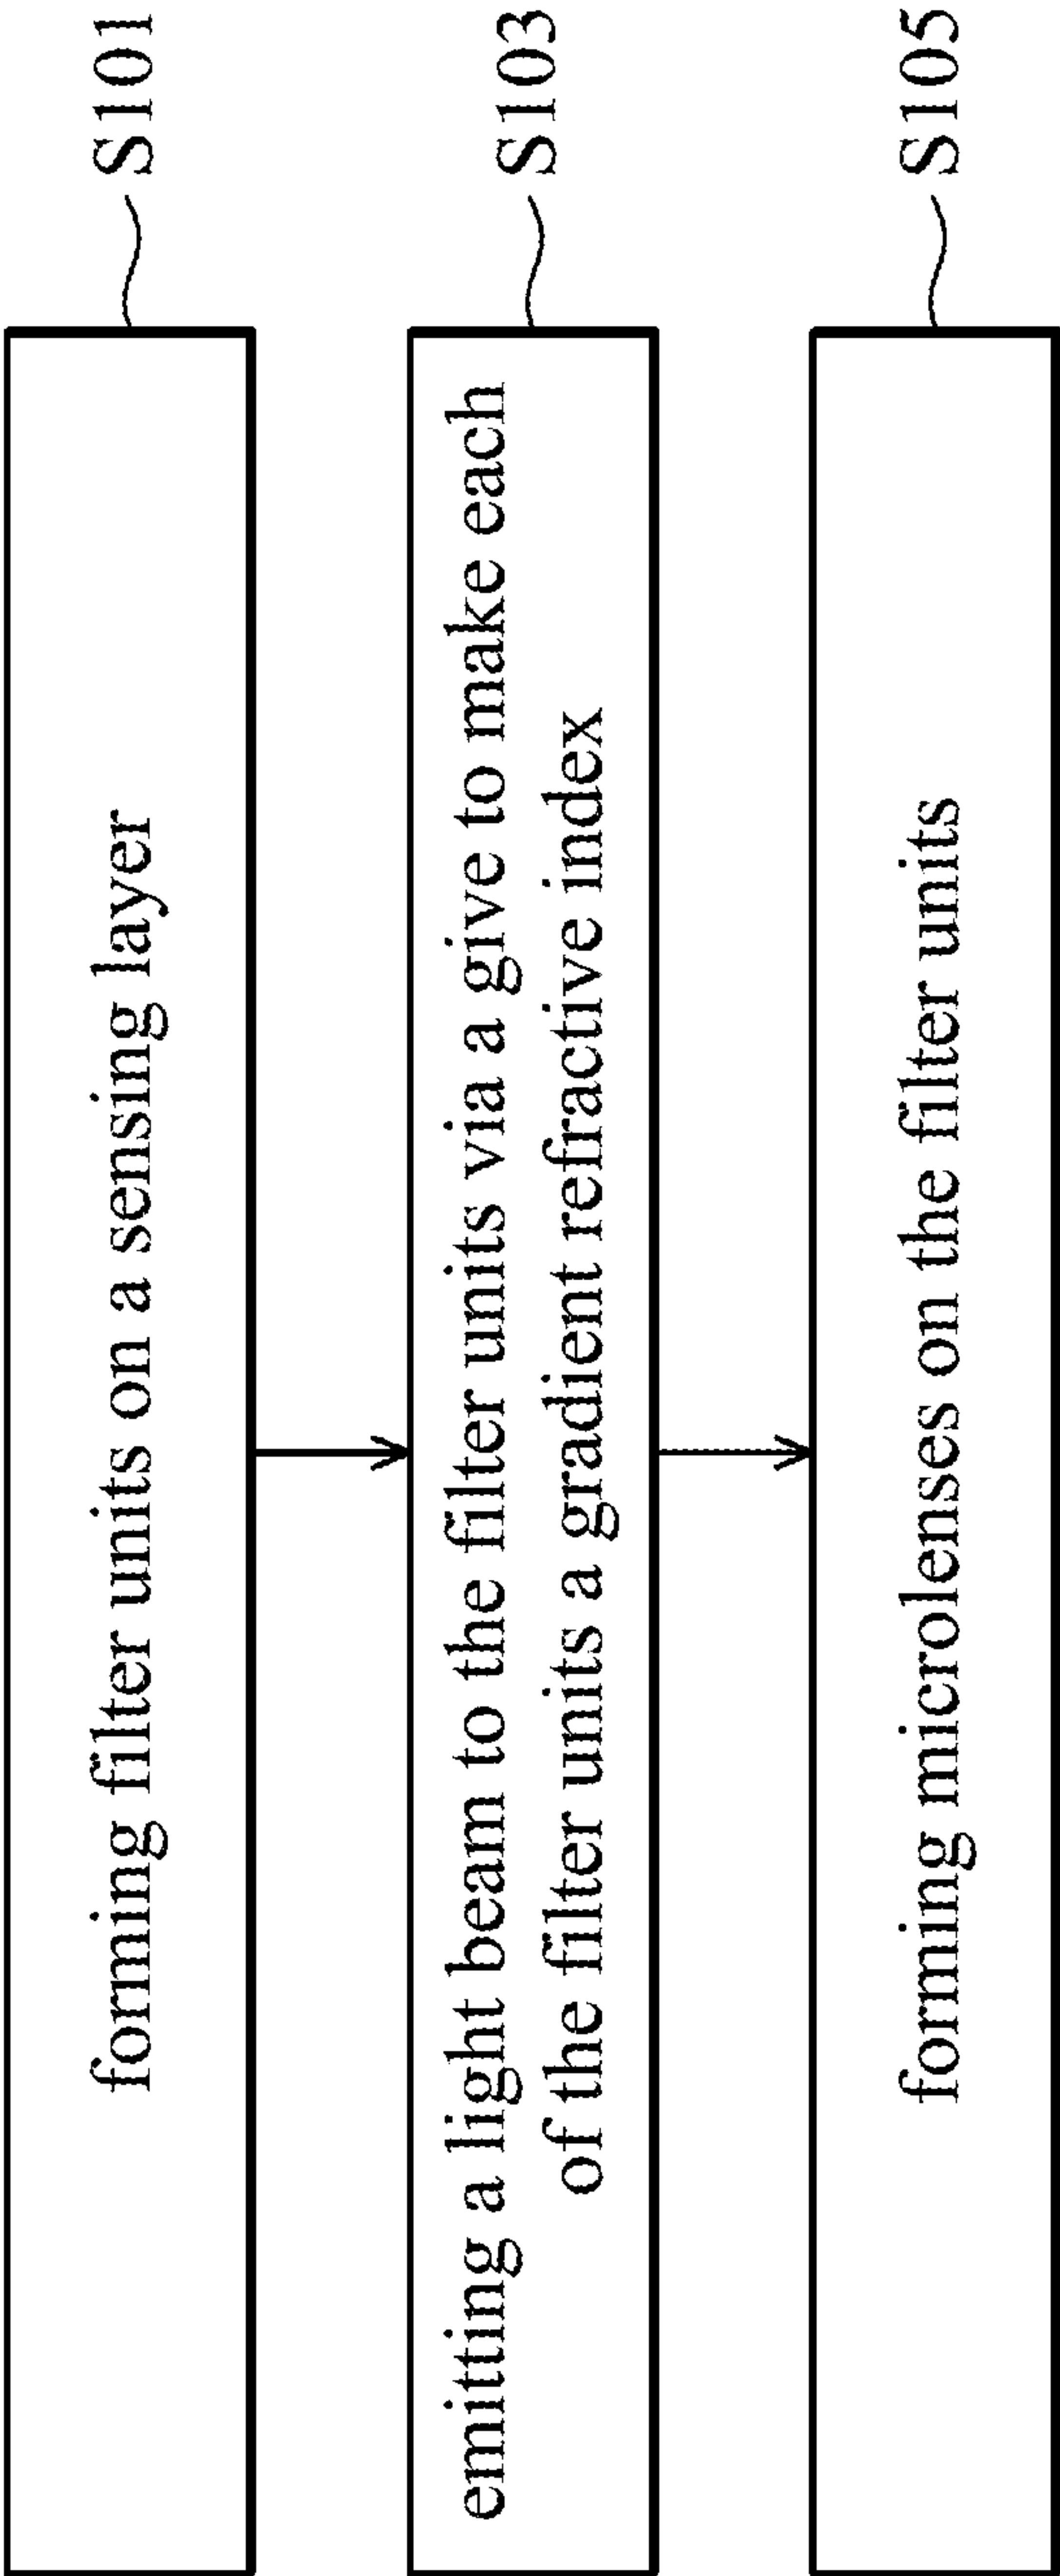 forming filter units on a sensing layer
S101
emitting a light beam to the filter units via a give to make each
of the filter units a gradient refractive index
S103
forming microlenses on the filter units
S105